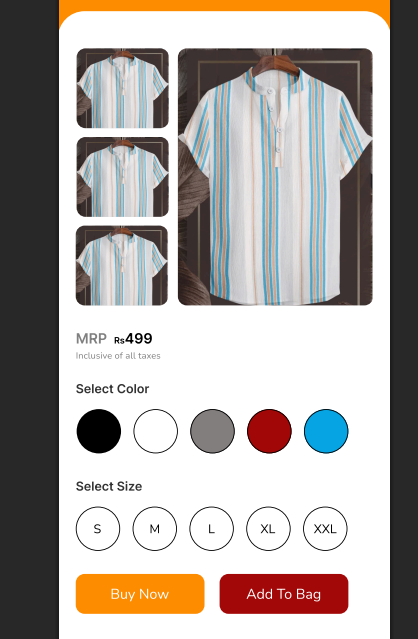 MRP Rs499
Inclusive of all taxes
Select Color
Select Size
S M L XL XXL
Buy Now Add To Bag